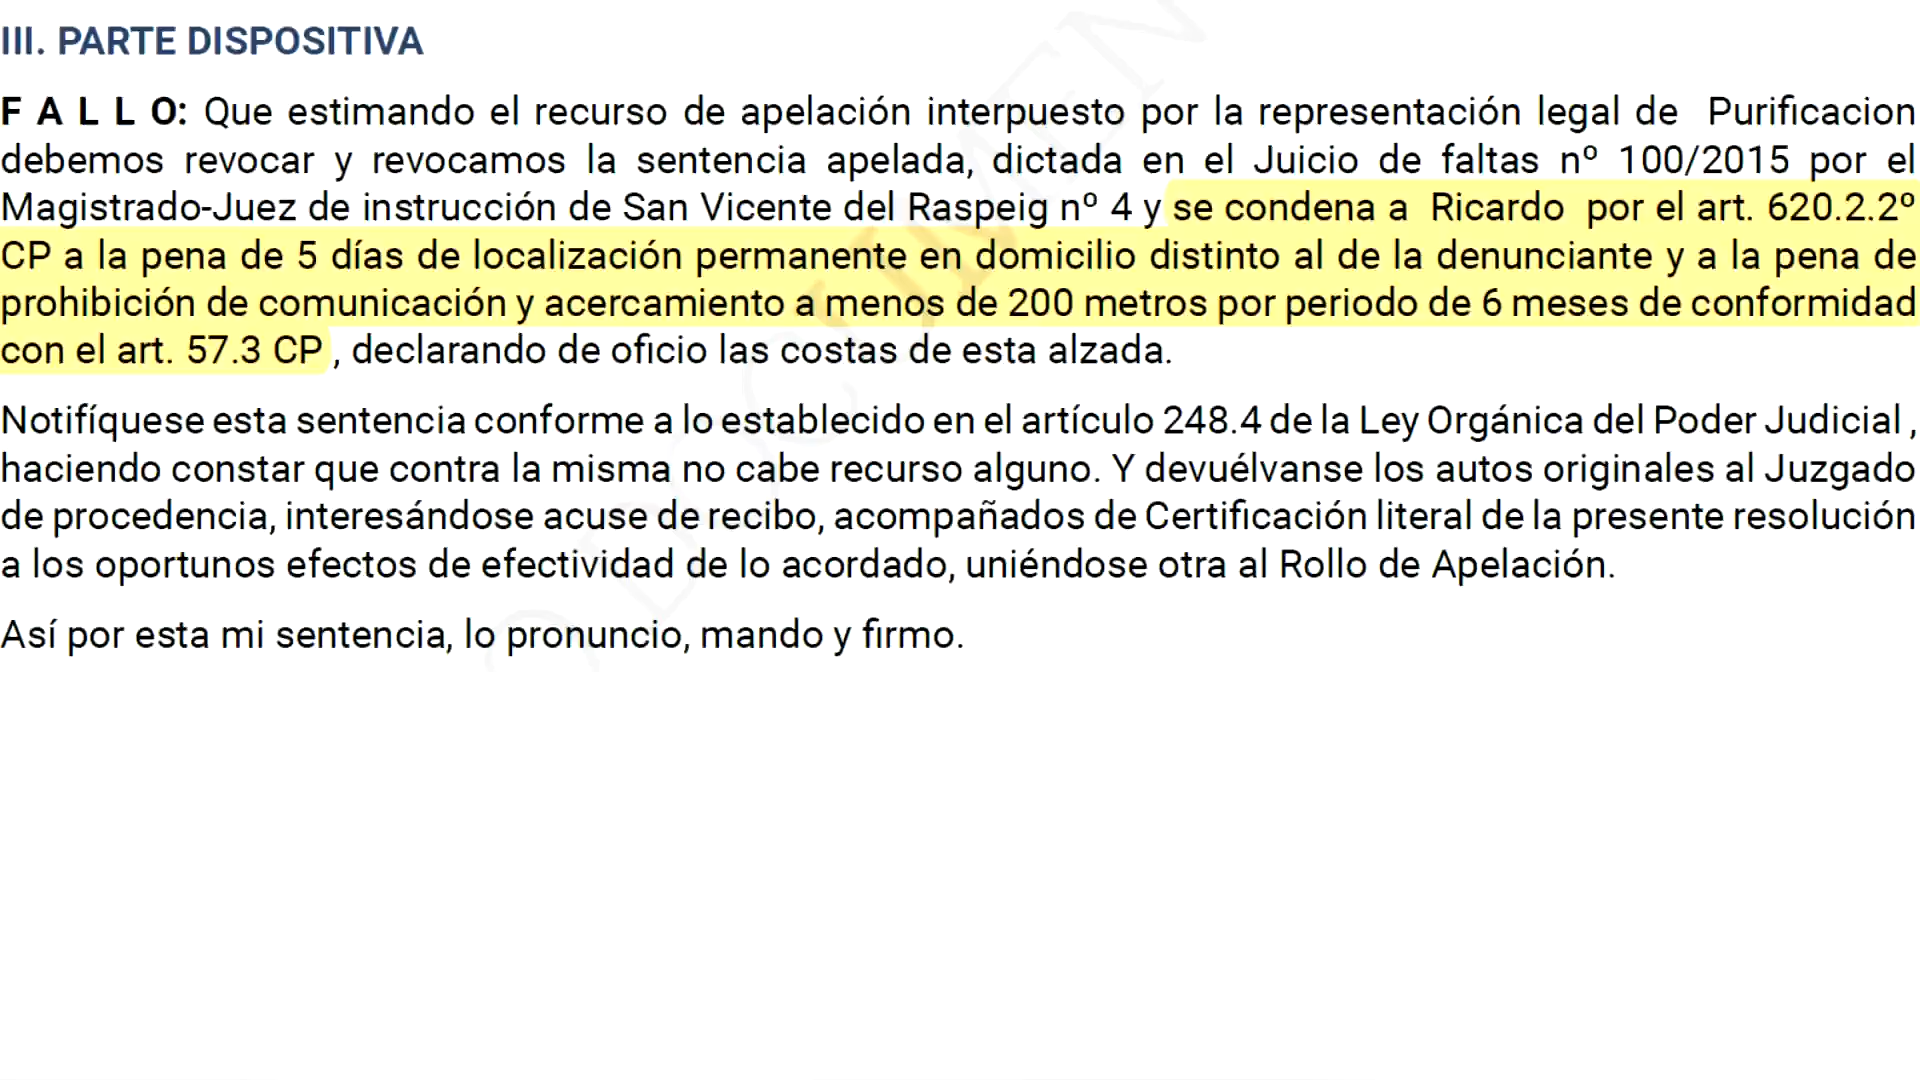 III. PARTE DISPOSITIVA
F A L L O: Que estimando el recurso de apelación interpuesto por la representación legal de Purificacion
debemos revocar y revocamos la sentencia apelada, dictada en el Juicio de faltas nº 100/2015 por el
Magistrado-Juez de instrucción de San Vicente del Raspeig nº 4 y se condena a Ricardo por el art. 620.2.2º
CP a la pena de 5 días de localización permanente en domicilio distinto al de la denunciante y a la pena de
prohibición de comunicación y acercamiento a menos de 200 metros por periodo de 6 meses de conformidad
con el art. 57.3 CP , declarando de oficio las costas de esta alzada.
Notifíquese esta sentencia conforme a lo establecido en el artículo 248.4 de la Ley Orgánica del Poder Judicial ,
haciendo constar que contra la misma no cabe recurso alguno. Y devuélvanse los autos originales al Juzgado
de procedencia, interesándose acuse de recibo, acompañados de Certificación literal de la presente resolución
a los oportunos efectos de efectividad de lo acordado, uniéndose otra al Rollo de Apelación.
Así por esta mi sentencia, lo pronuncio, mando y firmo.